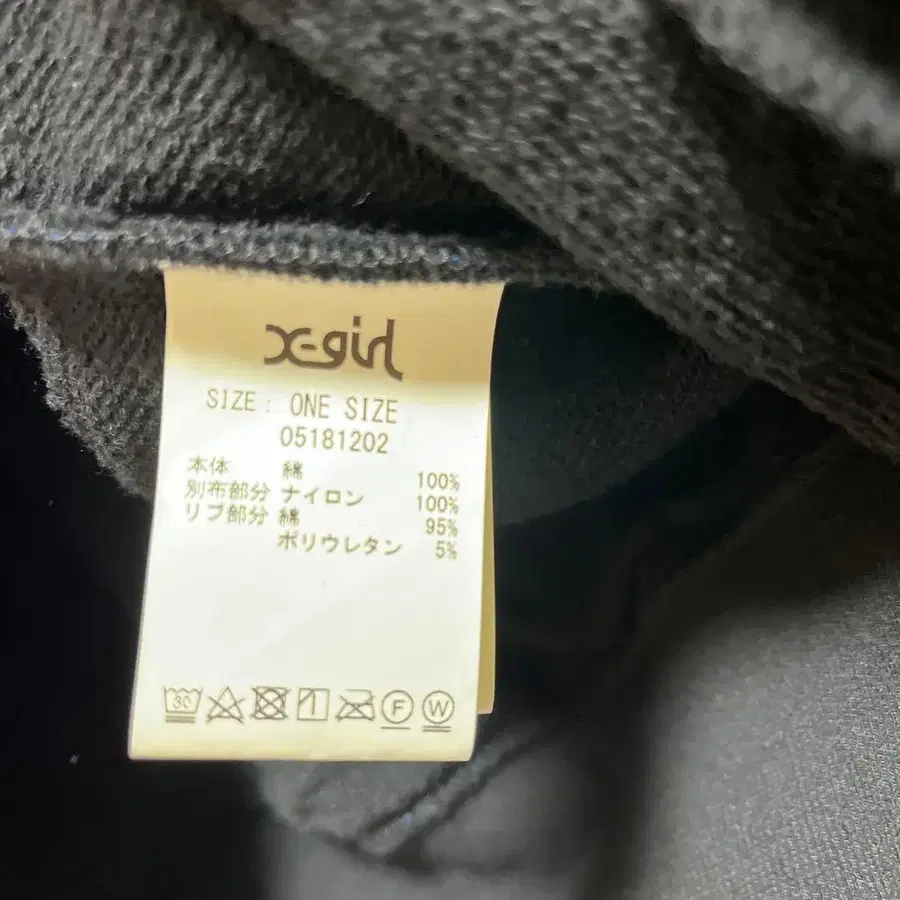 X-girl
SIZE: ONE SIZE
05181202
本体 綿 100%
別布部分 ナイロン 100%
リブ部分 綿 95%
ポリウレタン 5%
30 F W